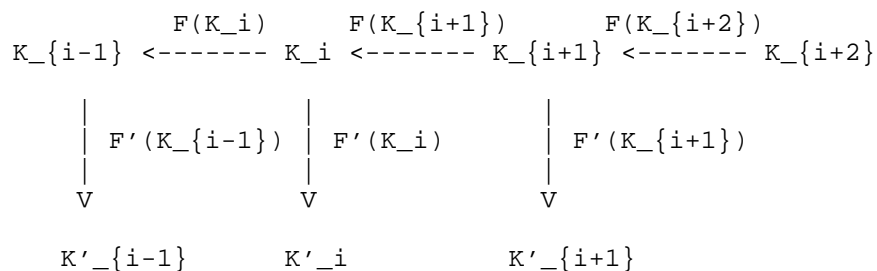 F(K_i) F(K_{i+1}) F(K_{i+2})
K_{i-1} <------- K_i <------- K_{i+1} <------- K_{i+2}
| | |
| F'(K_{i-1}) | F'(K_i) | F'(K_{i+1})
| | |
V V V
K'_{i-1} K'_i K'_{i+1}